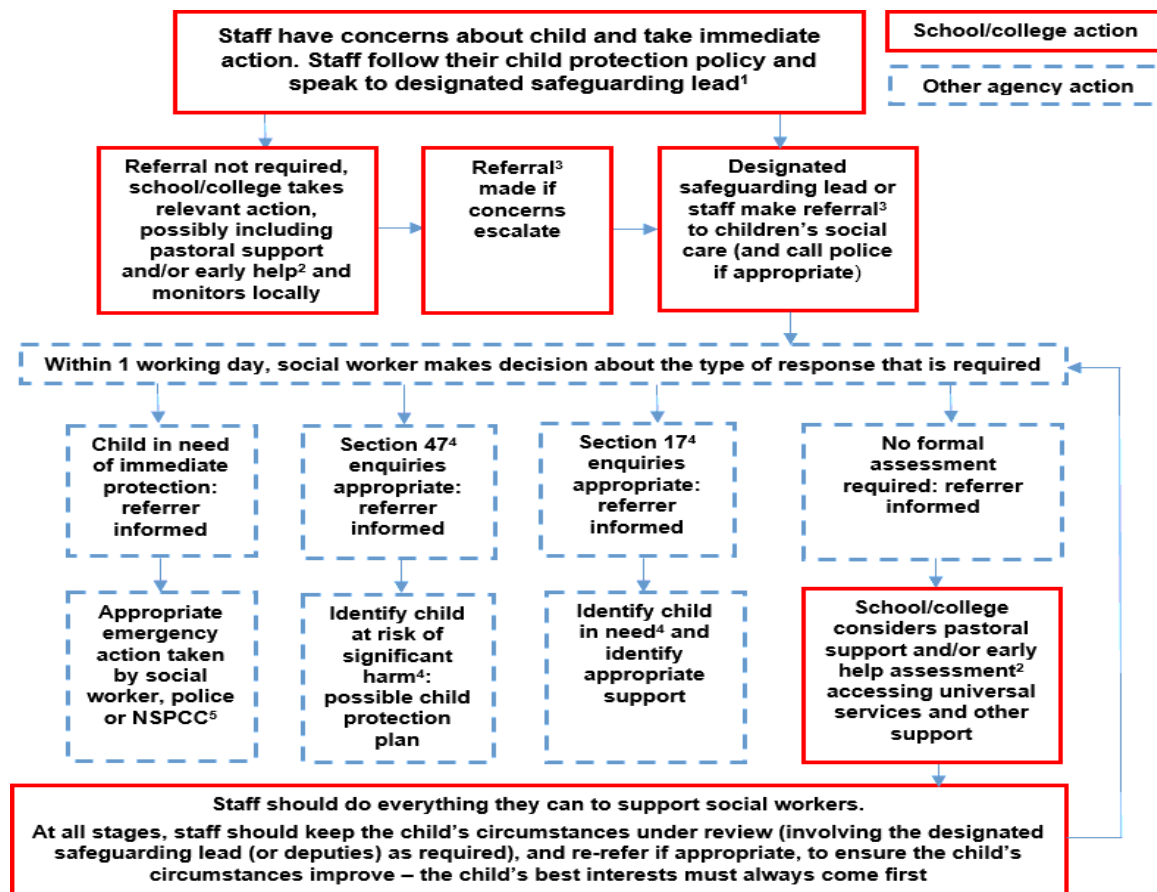 Staff have concerns about child and take immediate
action. Staff follow their child protection policy and
speak to designated safeguarding lead¹
School/college action
Other agency action
Referral not required,
school/college takes
relevant action,
possibly including
pastoral support
and/or early help² and
monitors locally
Referral³
made if
concerns
escalate
Designated
safeguarding lead or
staff make referral³
to children’s social
care (and call police
if appropriate)
Within 1 working day, social worker makes decision about the type of response that is required
Child in need
of immediate
protection:
referrer
informed
Section 47⁴
enquiries
appropriate:
referrer
informed
Section 17⁴
enquiries
appropriate:
referrer
informed
No formal
assessment
required: referrer
informed
Appropriate
emergency
action taken
by social
worker, police
or NSPCC⁵
Identify child
at risk of
significant
harm⁴:
possible child
protection
plan
Identify child
in need⁴ and
identify
appropriate
support
School/college
considers pastoral
support and/or early
help assessment²
accessing universal
services and other
support
Staff should do everything they can to support social workers.
At all stages, staff should keep the child’s circumstances under review (involving the designated
safeguarding lead (or deputies) as required), and re-refer if appropriate, to ensure the child’s
circumstances improve – the child’s best interests must always come first